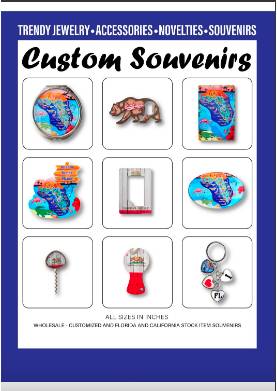 TRENDY JEWELRY•ACCESSORIES•NOVELTIES•SOUVENIRS
Custom Souvenirs
ALL SIZES IN INCHES
WHOLESALE - CUSTOMIZED AND FLORIDA AND CALIFORNIA STOCK ITEM SOUVENIRS